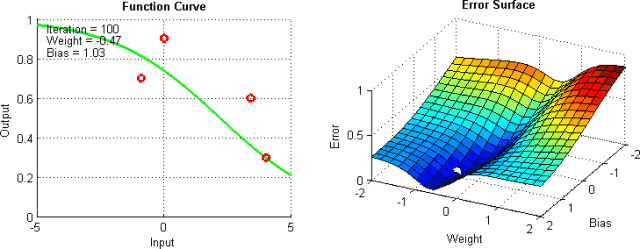 Function Curve
Iteration = 100
Weight = -0.47
Bias = 1.03
1
0.8
0.6
0.4
0.2
0
-5
0
5
Output
Input
Error Surface
1
0.5
0
Error
-2
-1
0
1
2
Weight
-2
-1
0
1
2
Bias